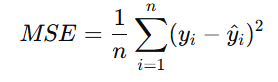 MSE = \frac{1}{n} \sum_{i=1}^{n} (y_i - \hat{y}_i)^2